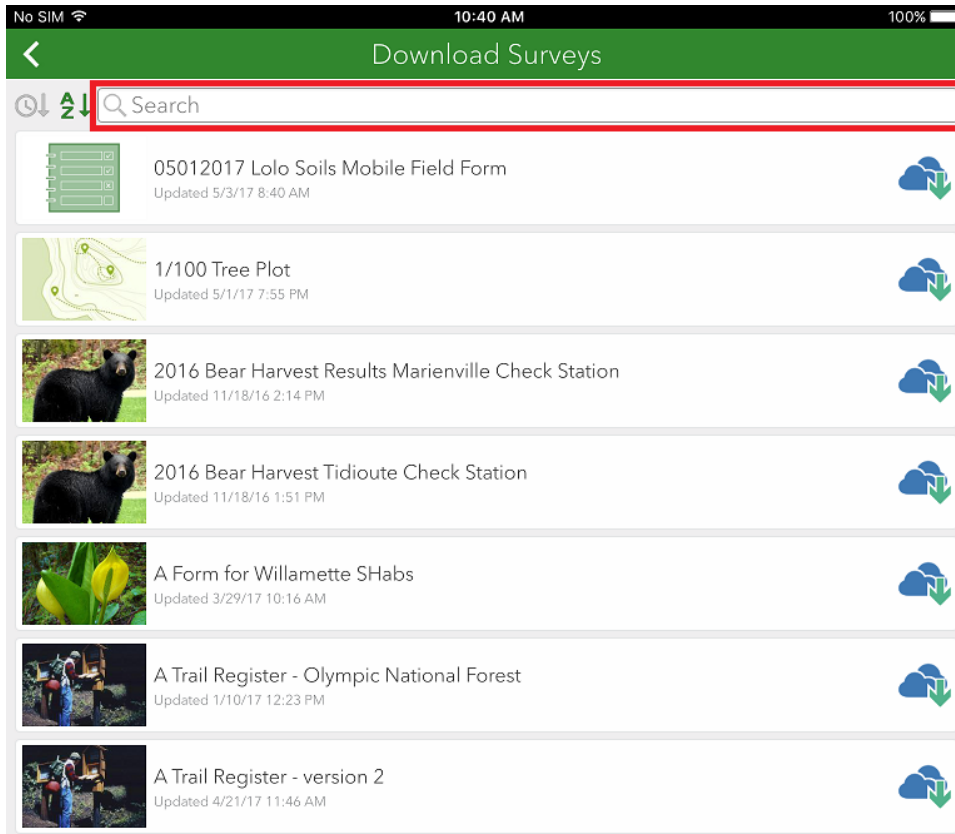 No SIM 10:40 AM 100%
Download Surveys
A Z Search
05012017 Lolo Soils Mobile Field Form
Updated 5/3/17 8:40 AM
1/100 Tree Plot
Updated 5/1/17 7:55 PM
2016 Bear Harvest Results Marienville Check Station
Updated 11/18/16 2:14 PM
2016 Bear Harvest Tidioute Check Station
Updated 11/18/16 1:51 PM
A Form for Willamette SHabs
Updated 3/29/17 10:16 AM
A Trail Register - Olympic National Forest
Updated 1/10/17 12:23 PM
A Trail Register - version 2
Updated 4/21/17 11:46 AM